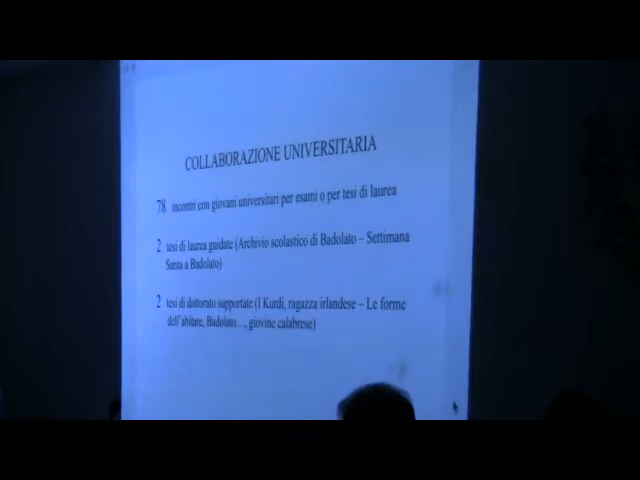 COLLABORAZIONE UNIVERSITARIA
78 incontri con giovani universitari per esami o per tesi di laurea
2 tesi di laurea guidate (Archivio scolastico di Badolato – Settimana
Santa a Badolato)
2 tesi di dottorato supportate (I Kurdi, ragazza irlandese – Le forme
dell'abitare, Badolato..., giovine calabrese)